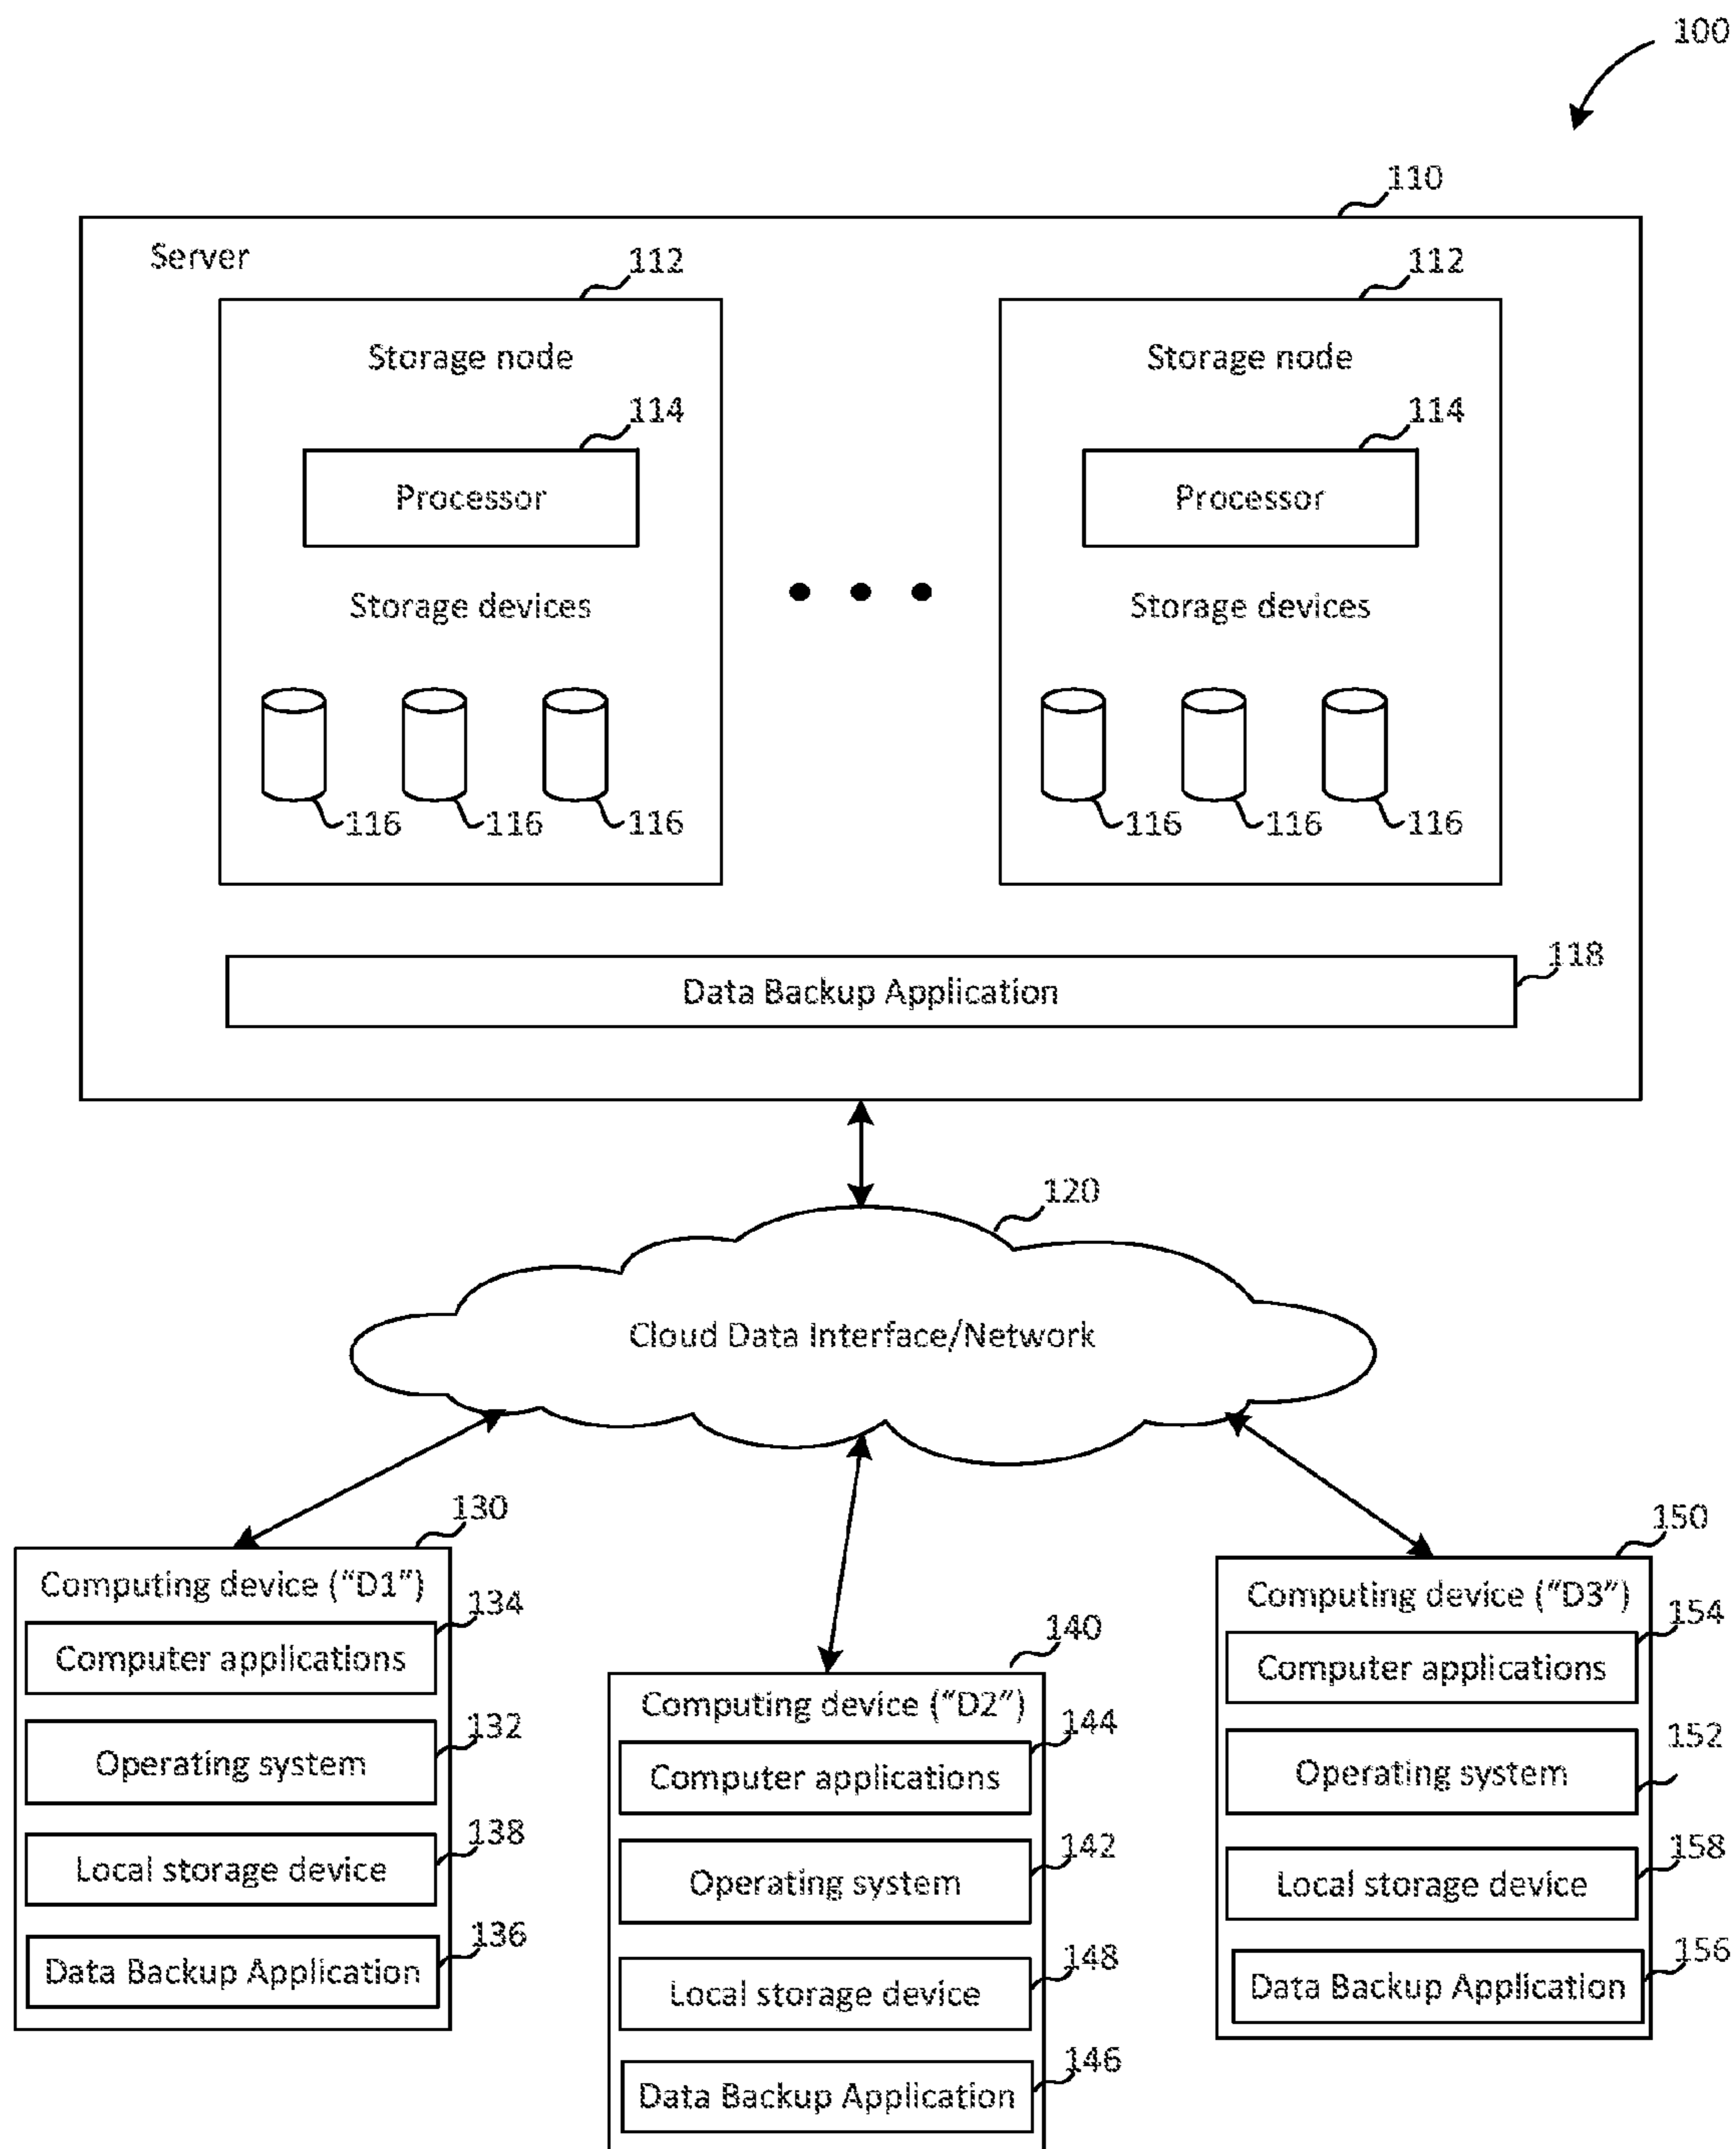 100
110
Server
112
112
Storage node
Storage node
114
114
Processor
Processor
Storage devices
Storage devices
116
116
116
116
116
116
118
Data Backup Application
120
Cloud Data Interface/Network
130
Computing device (“D1”)
134
Computer applications
132
Operating system
138
Local storage device
136
Data Backup Application
140
Computing device (“D2”)
144
Computer applications
142
Operating system
148
Local storage device
146
Data Backup Application
150
Computing device (“D3”)
154
Computer applications
152
Operating system
158
Local storage device
156
Data Backup Application